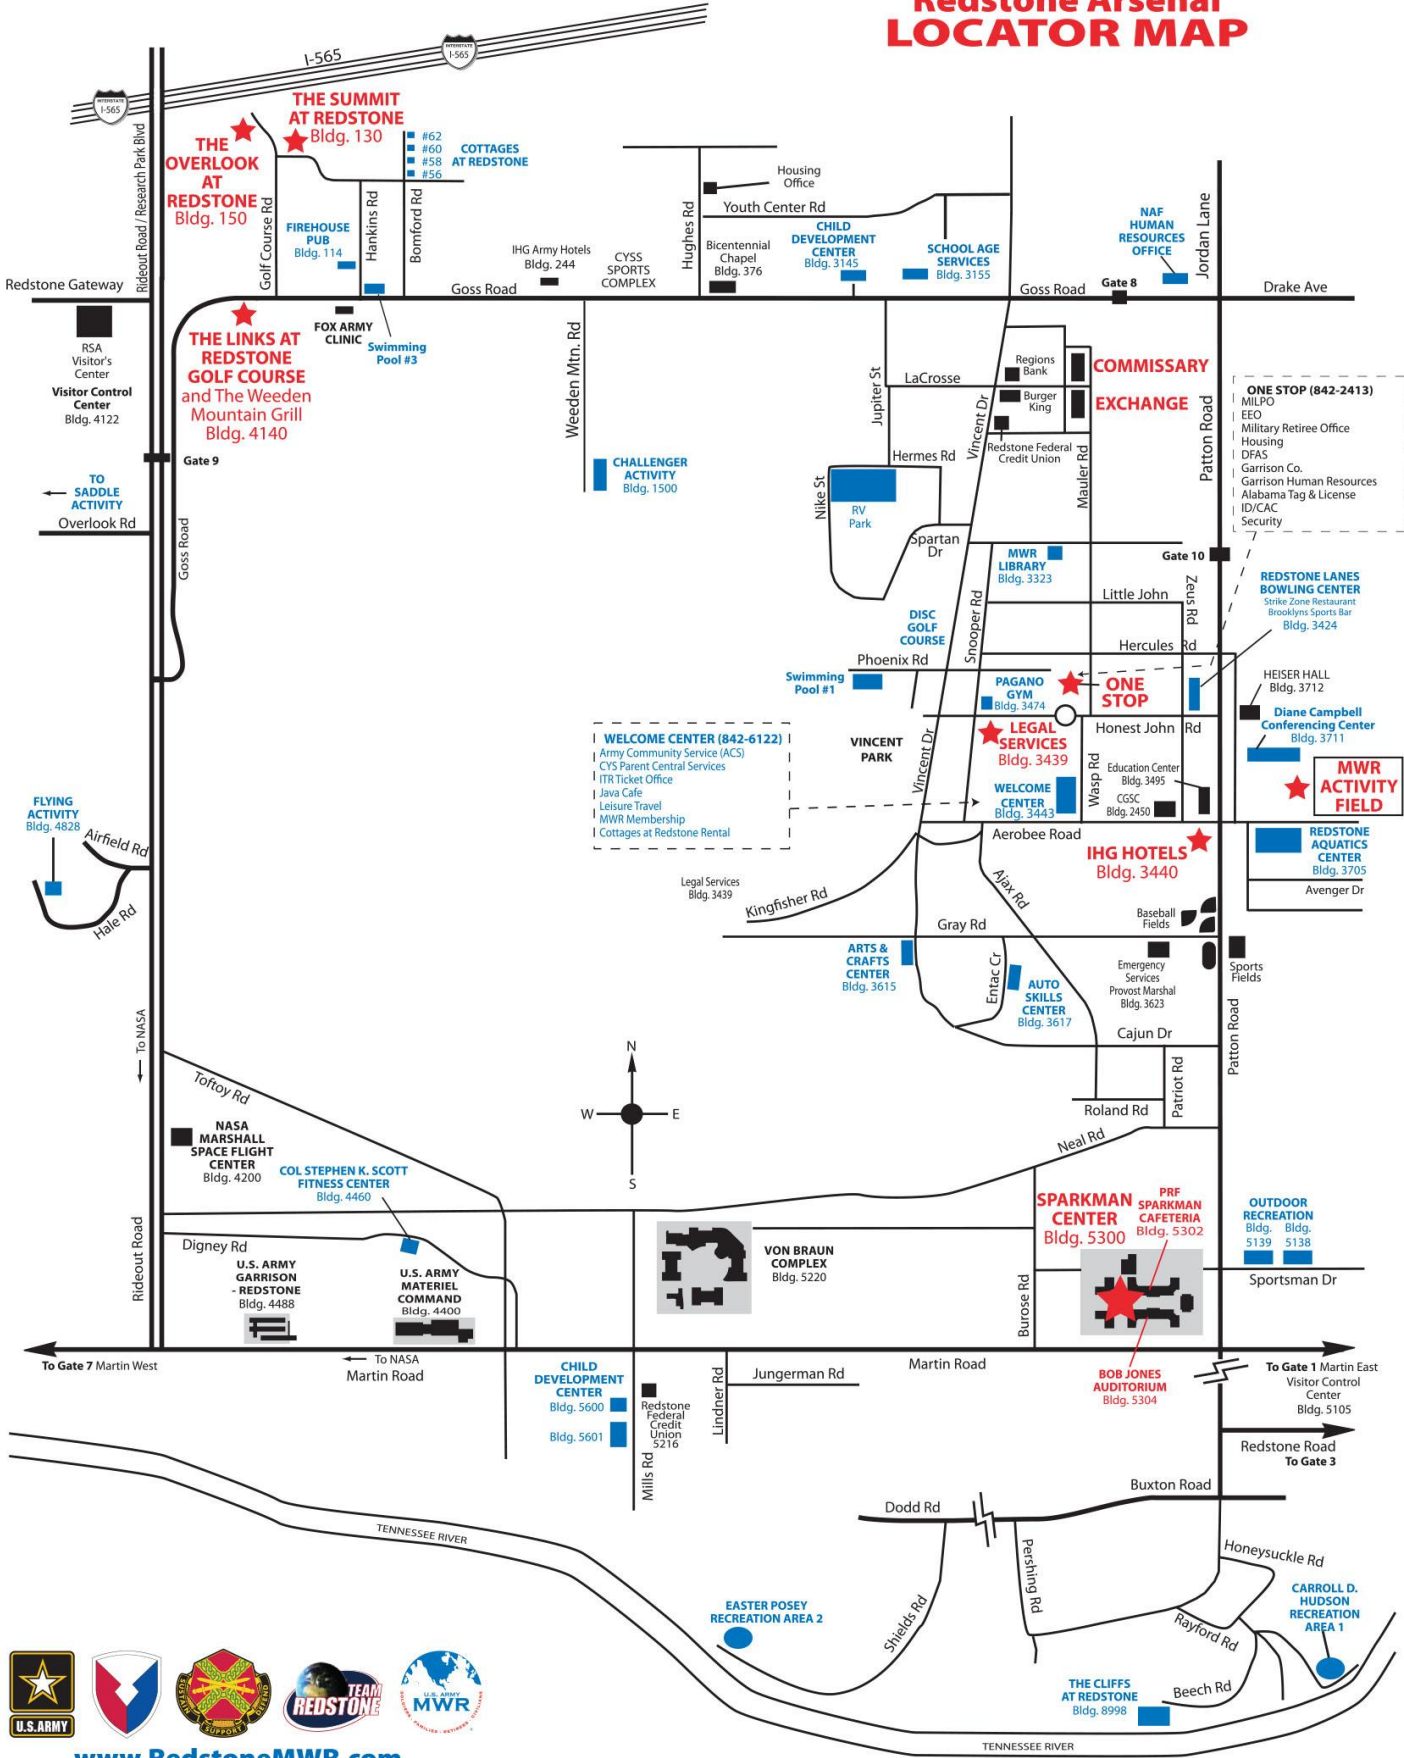 Redstone Arsenal
LOCATOR MAP
I-565
INTERSTATE
I-565
INTERSTATE
I-565
Rideout Road / Research Park Blvd
THE SUMMIT
AT REDSTONE
Bldg. 130
THE
OVERLOOK
AT
REDSTONE
Bldg. 150
#62
#60
#58
#56
COTTAGES
AT REDSTONE
Golf Course Rd
Hankins Rd
Bomford Rd
FIREHOUSE
PUB
Bldg. 114
IHG Army Hotels
Bldg. 244
CYSS
SPORTS
COMPLEX
Hughes Rd
Housing
Office
Youth Center Rd
Bicentennial
Chapel
Bldg. 376
CHILD
DEVELOPMENT
CENTER
Bldg. 3145
SCHOOL AGE
SERVICES
Bldg. 3155
NAF
HUMAN
RESOURCES
OFFICE
Jordan Lane
Redstone Gateway
Goss Road
Goss Road
Gate 8
Drake Ave
RSA
Visitor's
Center
Visitor Control
Center
Bldg. 4122
THE LINKS AT
REDSTONE
GOLF COURSE
and The Weeden
Mountain Grill
Bldg. 4140
FOX ARMY
CLINIC
Swimming
Pool #3
Weeden Mtn. Rd
Jupiter St
LaCrosse
Vincent Dr
Regions
Bank
COMMISSARY
Burger
King
EXCHANGE
Redstone Federal
Credit Union
Mauler Rd
Patton Road
ONE STOP (842-2413)
MILPO
EEO
Military Retiree Office
Housing
DFAS
Garrison Co.
Garrison Human Resources
Alabama Tag & License
ID/CAC
Security
Gate 9
TO
SADDLE
ACTIVITY
Overlook Rd
Goss Road
CHALLENGER
ACTIVITY
Bldg. 1500
Hermes Rd
Nike St
RV
Park
Spartan
Dr
MWR
LIBRARY
Bldg. 3323
Gate 10
Little John
Zeus Rd
REDSTONE LANES
BOWLING CENTER
Strike Zone Restaurant
Brooklyns Sports Bar
Bldg. 3424
DISC
GOLF
COURSE
Snooper Rd
Hercules Rd
Phoenix Rd
Swimming
Pool #1
PAGANO
GYM
Bldg. 3474
ONE
STOP
HEISER HALL
Bldg. 3712
Diane Campbell
Conferencing Center
Bldg. 3711
WELCOME CENTER (842-6122)
Army Community Service (ACS)
CYS Parent Central Services
ITR Ticket Office
Java Cafe
Leisure Travel
MWR Membership
Cottages at Redstone Rental
VINCENT
PARK
Vincent Dr
LEGAL
SERVICES
Bldg. 3439
Honest John Rd
WELCOME
CENTER
Bldg. 3443
Wasp Rd
Education Center
Bldg. 3495
CGSC
Bldg. 2450
MWR
ACTIVITY
FIELD
FLYING
ACTIVITY
Bldg. 4828
Airfield Rd
Hale Rd
Aerobee Road
IHG HOTELS
Bldg. 3440
REDSTONE
AQUATICS
CENTER
Bldg. 3705
Avenger Dr
Legal Services
Bldg. 3439
Kingfisher Rd
Ajax Rd
Baseball
Fields
Gray Rd
ARTS &
CRAFTS
CENTER
Bldg. 3615
Entac Cr
AUTO
SKILLS
CENTER
Bldg. 3617
Emergency
Services
Provost Marshal
Bldg. 3623
Sports
Fields
Patton Road
Cajun Dr
Patriot Rd
Roland Rd
Neal Rd
To NASA
N
W
E
S
Toftoy Rd
NASA
MARSHALL
SPACE FLIGHT
CENTER
Bldg. 4200
COL STEPHEN K. SCOTT
FITNESS CENTER
Bldg. 4460
Rideout Road
Digney Rd
U.S. ARMY
GARRISON
- REDSTONE
Bldg. 4488
U.S. ARMY
MATERIEL
COMMAND
Bldg. 4400
VON BRAUN
COMPLEX
Bldg. 5220
SPARKMAN
CENTER
Bldg. 5300
PRF
SPARKMAN
CAFETERIA
Bldg. 5302
OUTDOOR
RECREATION
Bldg. Bldg.
5139 5138
Sportsman Dr
Burose Rd
To Gate 7 Martin West
To NASA
Martin Road
Martin Road
To Gate 1 Martin East
Visitor Control
Center
Bldg. 5105
CHILD
DEVELOPMENT
CENTER
Bldg. 5600
Bldg. 5601
Redstone
Federal
Credit
Union
5216
Mills Rd
Lindner Rd
Jungerman Rd
BOB JONES
AUDITORIUM
Bldg. 5304
Redstone Road
To Gate 3
Buxton Road
Dodd Rd
TENNESSEE RIVER
Pershing Rd
Shields Rd
Honeysuckle Rd
EASTER POSEY
RECREATION AREA 2
CARROLL D.
HUDSON
RECREATION
AREA 1
Rayford Rd
Beech Rd
THE CLIFFS
AT REDSTONE
Bldg. 8998
TENNESSEE RIVER
U.S.ARMY
SUSTAIN
SUPPORT
DEFEND
TEAM
REDSTONE
U.S. ARMY
MWR
SOLDIERS • FAMILIES • RETIREES • CIVILIANS
www.RedstoneMWR.com